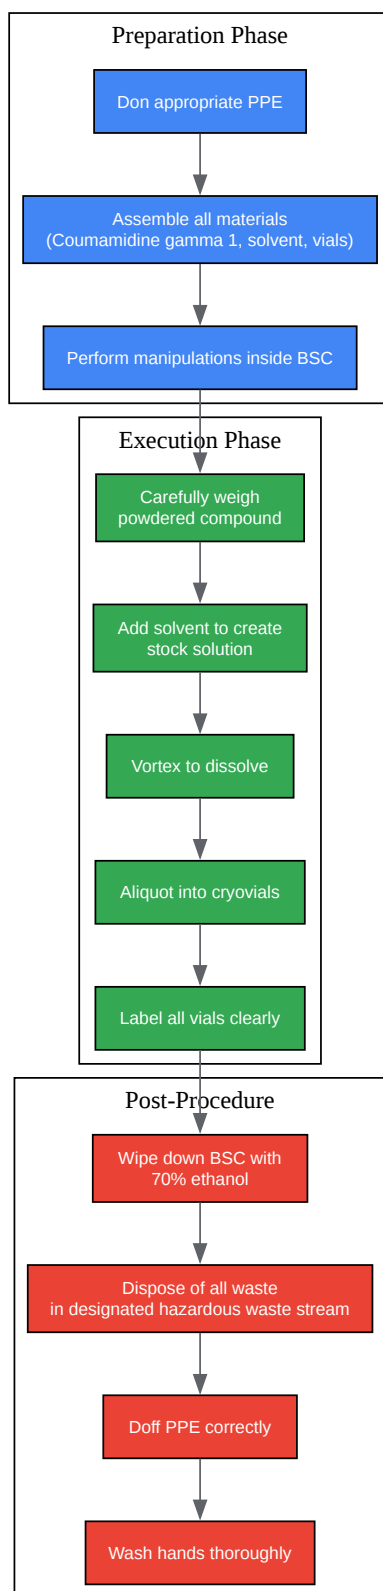 Preparation Phase
Don appropriate PPE
Assemble all materials
(Coumamidine gamma 1, solvent, vials)
Perform manipulations inside BSC
Execution Phase
Carefully weigh
powdered compound
Add solvent to create
stock solution
Vortex to dissolve
Aliquot into cryovials
Label all vials clearly
Post-Procedure
Wipe down BSC with
70% ethanol
Dispose of all waste
in designated hazardous waste stream
Doff PPE correctly
Wash hands thoroughly